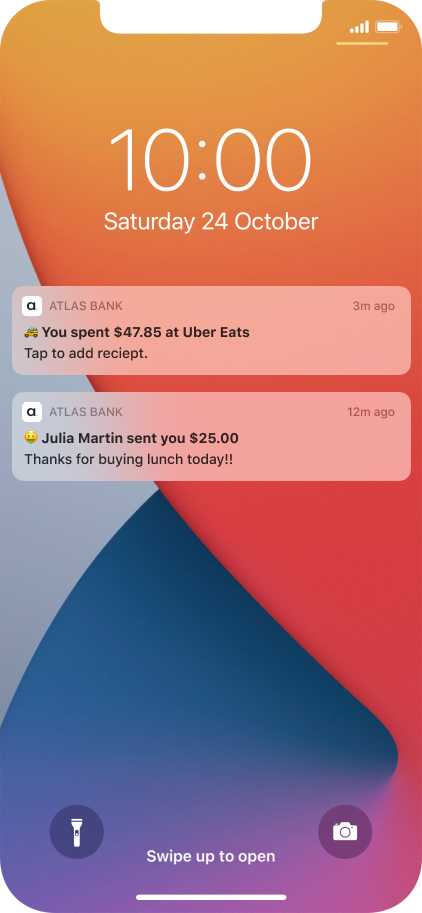 10:00
Saturday 24 October
a ATLAS BANK 3m ago
🚕 You spent $47.85 at Uber Eats
Tap to add reciept.
a ATLAS BANK 12m ago
🤑 Julia Martin sent you $25.00
Thanks for buying lunch today!!
Swipe up to open